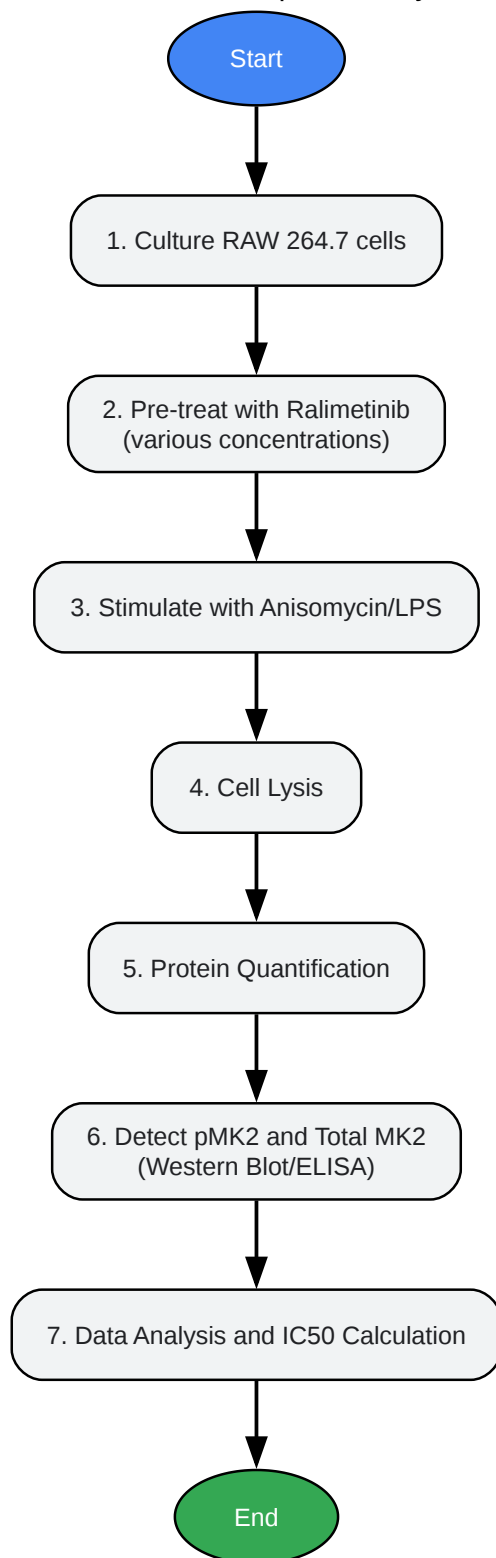 Start
1. Culture RAW 264.7 cells
2. Pre-treat with Ralimetinib
(various concentrations)
3. Stimulate with Anisomycin/LPS
4. Cell Lysis
5. Protein Quantification
6. Detect pMK2 and Total MK2
(Western Blot/ELISA)
7. Data Analysis and IC50 Calculation
End